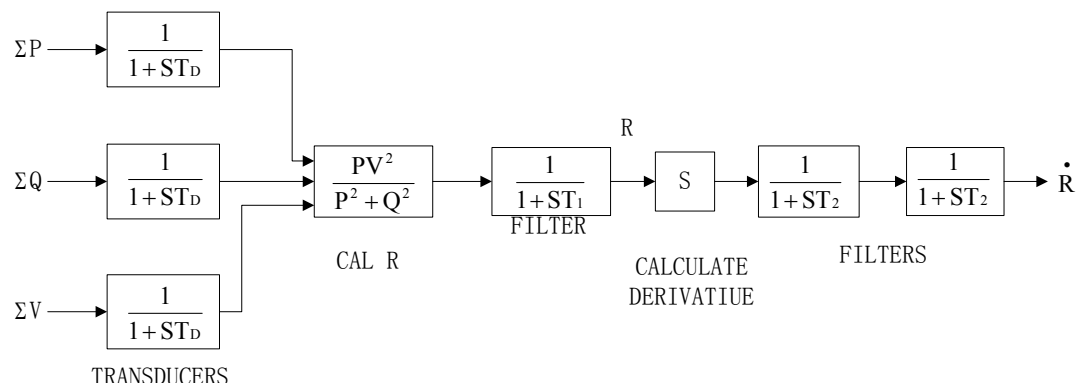 ΣP
1
1+STD
ΣQ
1
1+STD
ΣV
1
1+STD
TRANSDUCERS
PV²
P²+Q²
CAL R
1
1+ST1
FILTER
R
S
CALCULATE
DERIVATIUE
1
1+ST2
1
1+ST2
FILTERS
Ṙ